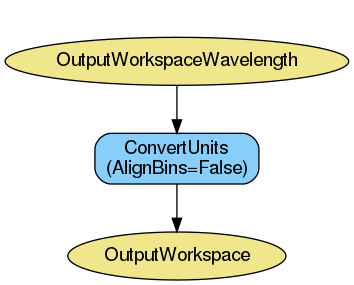 OutputWorkspaceWavelength
ConvertUnits
(AlignBins=False)
OutputWorkspace